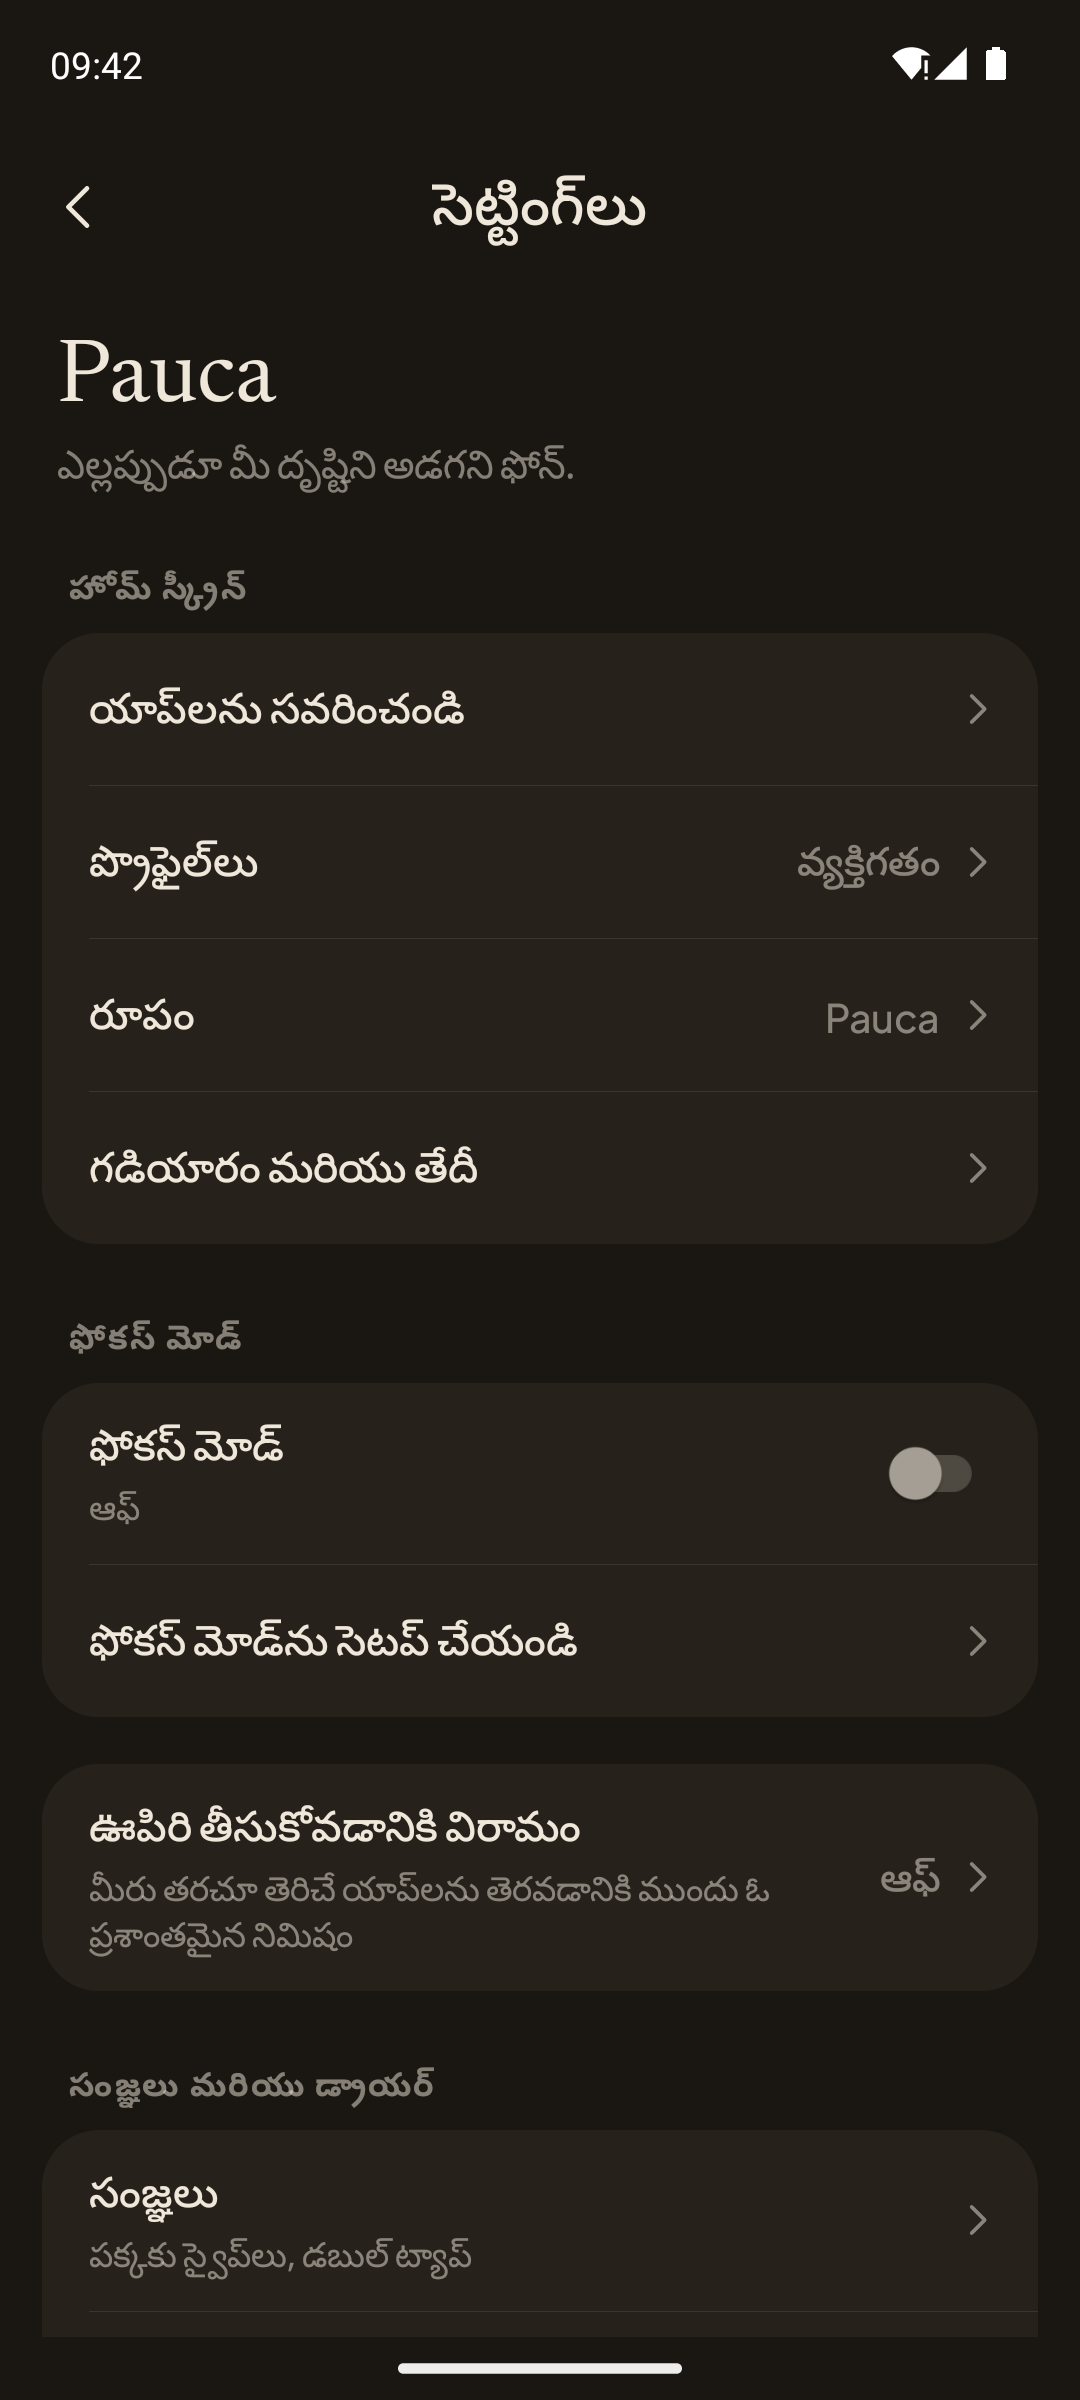 09:42
సెట్టింగ్‌లు
Pauca
ఎల్లప్పుడూ మీ దృష్టిని అడగని ఫోన్.
హోమ్ స్క్రీన్
యాప్‌లను సవరించండి
ప్రొఫైల్‌లు వ్యక్తిగతం
రూపం Pauca
గడియారం మరియు తేదీ
ఫోకస్ మోడ్
ఫోకస్ మోడ్
ఆఫ్
ఫోకస్ మోడ్‌ను సెటప్ చేయండి
ఊపిరి తీసుకోవడానికి విరామం
మీరు తరచూ తెరిచే యాప్‌లను తెరవడానికి ముందు ఓ
ప్రశాంతమైన నిమిషం
ఆఫ్
సంజ్ఞలు మరియు డ్రాయర్
సంజ్ఞలు
పక్కకు స్వైప్‌లు, డబుల్ ట్యాప్